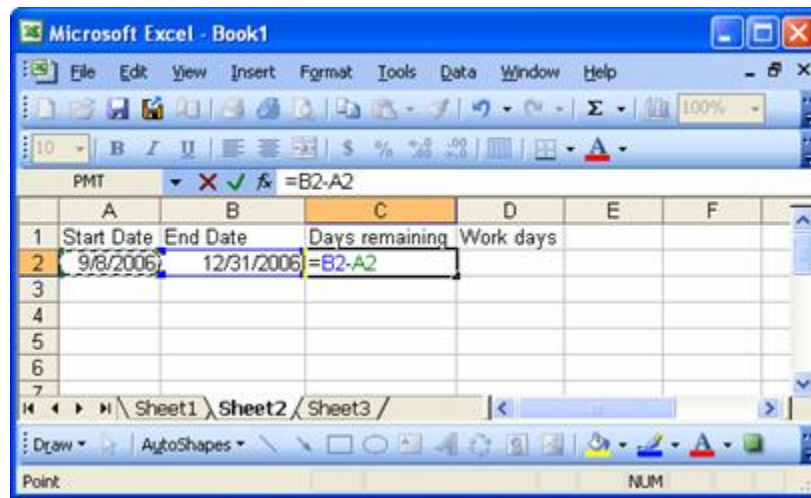 Microsoft Excel - Book1
File Edit View Insert Format Tools Data Window Help
Σ 100%
10 B I U $ % A
PMT fx =B2-A2
A B C D E F
1 Start Date End Date Days remaining Work days
2 9/8/2006 12/31/2006 =B2-A2
3
4
5
6
7
Sheet1 Sheet2 Sheet3
Draw AutoShapes A
Point NUM